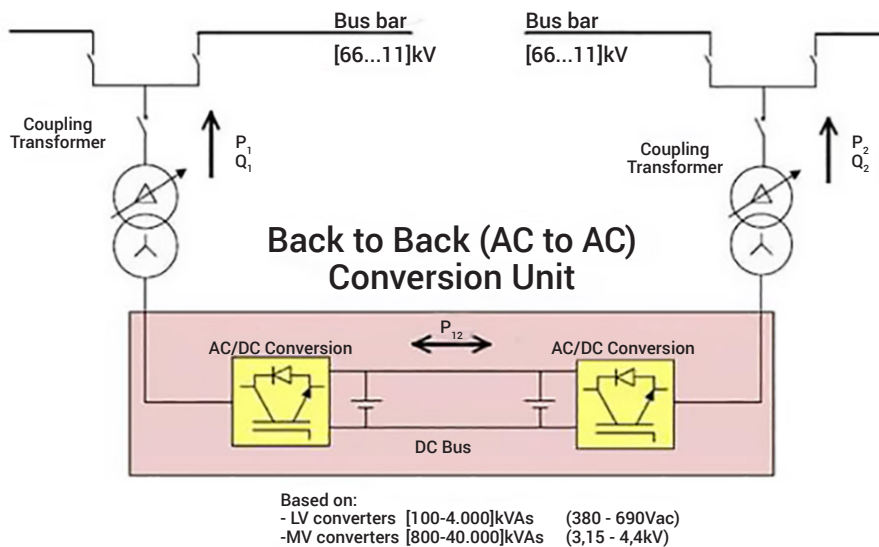 Bus bar
[66...11]kV
Bus bar
[66...11]kV
Coupling
Transformer
P1
Q1
Coupling
Transformer
P2
Q2
Back to Back (AC to AC)
Conversion Unit
P12
AC/DC Conversion
AC/DC Conversion
DC Bus
Based on:
- LV converters [100-4.000]kVAs (380 - 690Vac)
-MV converters [800-40.000]kVAs (3,15 - 4,4kV)